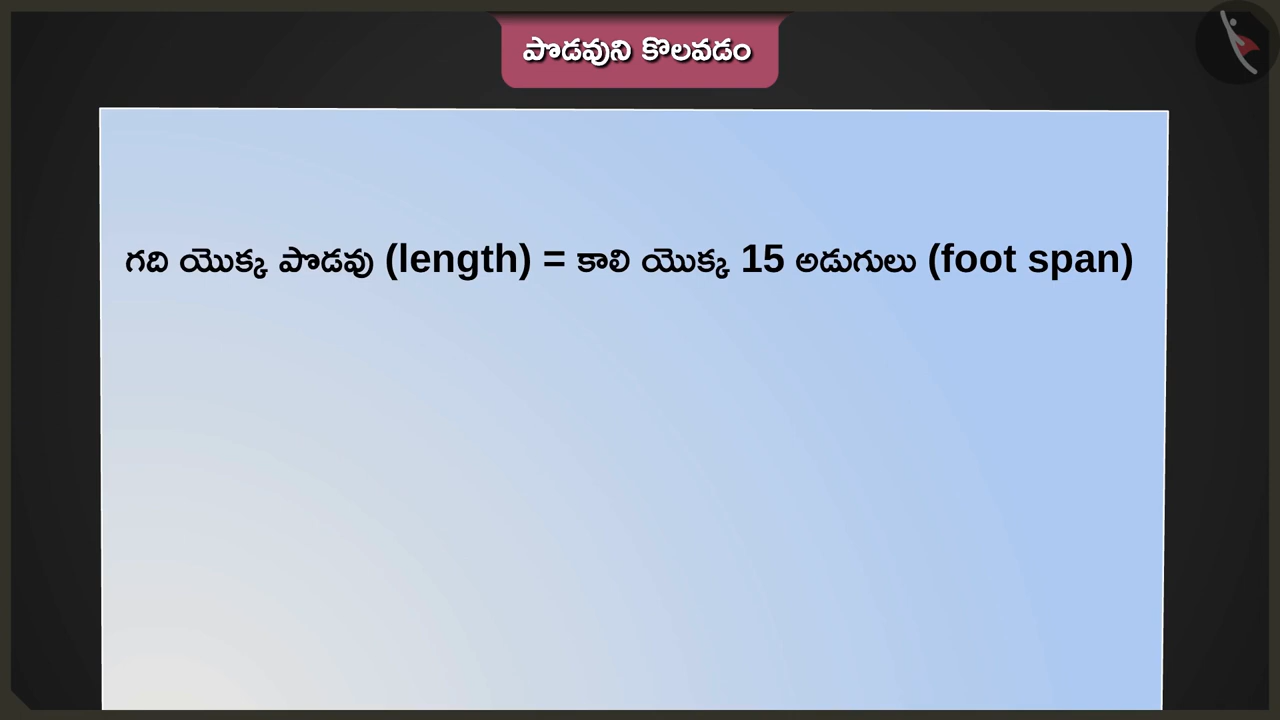 పొడవుని కొలవడం
గది యొక్క పొడవు (length) = కాలి యొక్క 15 అడుగులు (foot span)